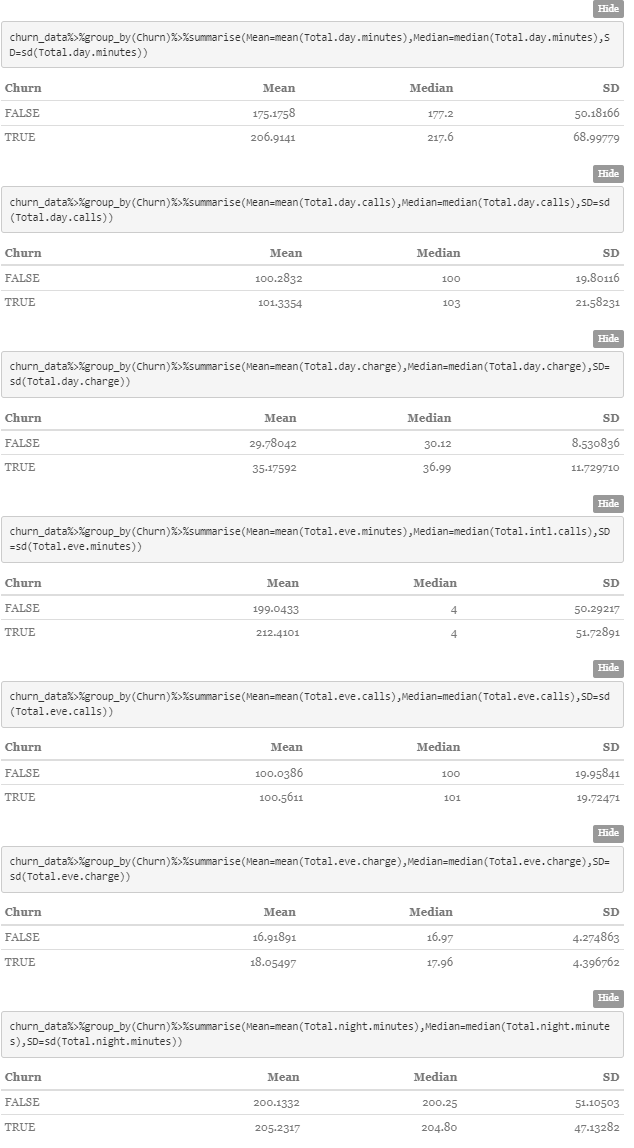 Hide
churn_data%>%group_by(Churn)%>%summarise(Mean=mean(Total.day.minutes),Median=median(Total.day.minutes),S
D=sd(Total.day.minutes))
Churn Mean Median SD
FALSE 175.1758 177.2 50.18166
TRUE 206.9141 217.6 68.99779
Hide
churn_data%>%group_by(Churn)%>%summarise(Mean=mean(Total.day.calls),Median=median(Total.day.calls),SD=sd
(Total.day.calls))
Churn Mean Median SD
FALSE 100.2832 100 19.80116
TRUE 101.3354 103 21.58231
Hide
churn_data%>%group_by(Churn)%>%summarise(Mean=mean(Total.day.charge),Median=median(Total.day.charge),SD=
sd(Total.day.charge))
Churn Mean Median SD
FALSE 29.78042 30.12 8.530836
TRUE 35.17592 36.99 11.729710
Hide
churn_data%>%group_by(Churn)%>%summarise(Mean=mean(Total.eve.minutes),Median=median(Total.intl.calls),SD
=sd(Total.eve.minutes))
Churn Mean Median SD
FALSE 199.0433 4 50.29217
TRUE 212.4101 4 51.72891
Hide
churn_data%>%group_by(Churn)%>%summarise(Mean=mean(Total.eve.calls),Median=median(Total.eve.calls),SD=sd
(Total.eve.calls))
Churn Mean Median SD
FALSE 100.0386 100 19.95841
TRUE 100.5611 101 19.72471
Hide
churn_data%>%group_by(Churn)%>%summarise(Mean=mean(Total.eve.charge),Median=median(Total.eve.charge),SD=
sd(Total.eve.charge))
Churn Mean Median SD
FALSE 16.91891 16.97 4.274863
TRUE 18.05497 17.96 4.396762
Hide
churn_data%>%group_by(Churn)%>%summarise(Mean=mean(Total.night.minutes),Median=median(Total.night.minute
s),SD=sd(Total.night.minutes))
Churn Mean Median SD
FALSE 200.1332 200.25 51.10503
TRUE 205.2317 204.80 47.13282